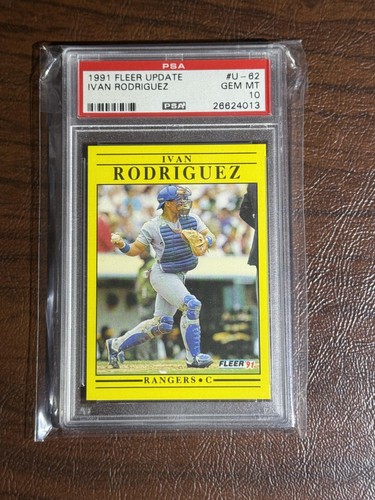 PSA
1991 FLEER UPDATE #U-62
IVAN RODRIGUEZ GEM MT
10
PSA 26624013
IVAN
RODRIGUEZ
FLEER 91
RANGERS • C